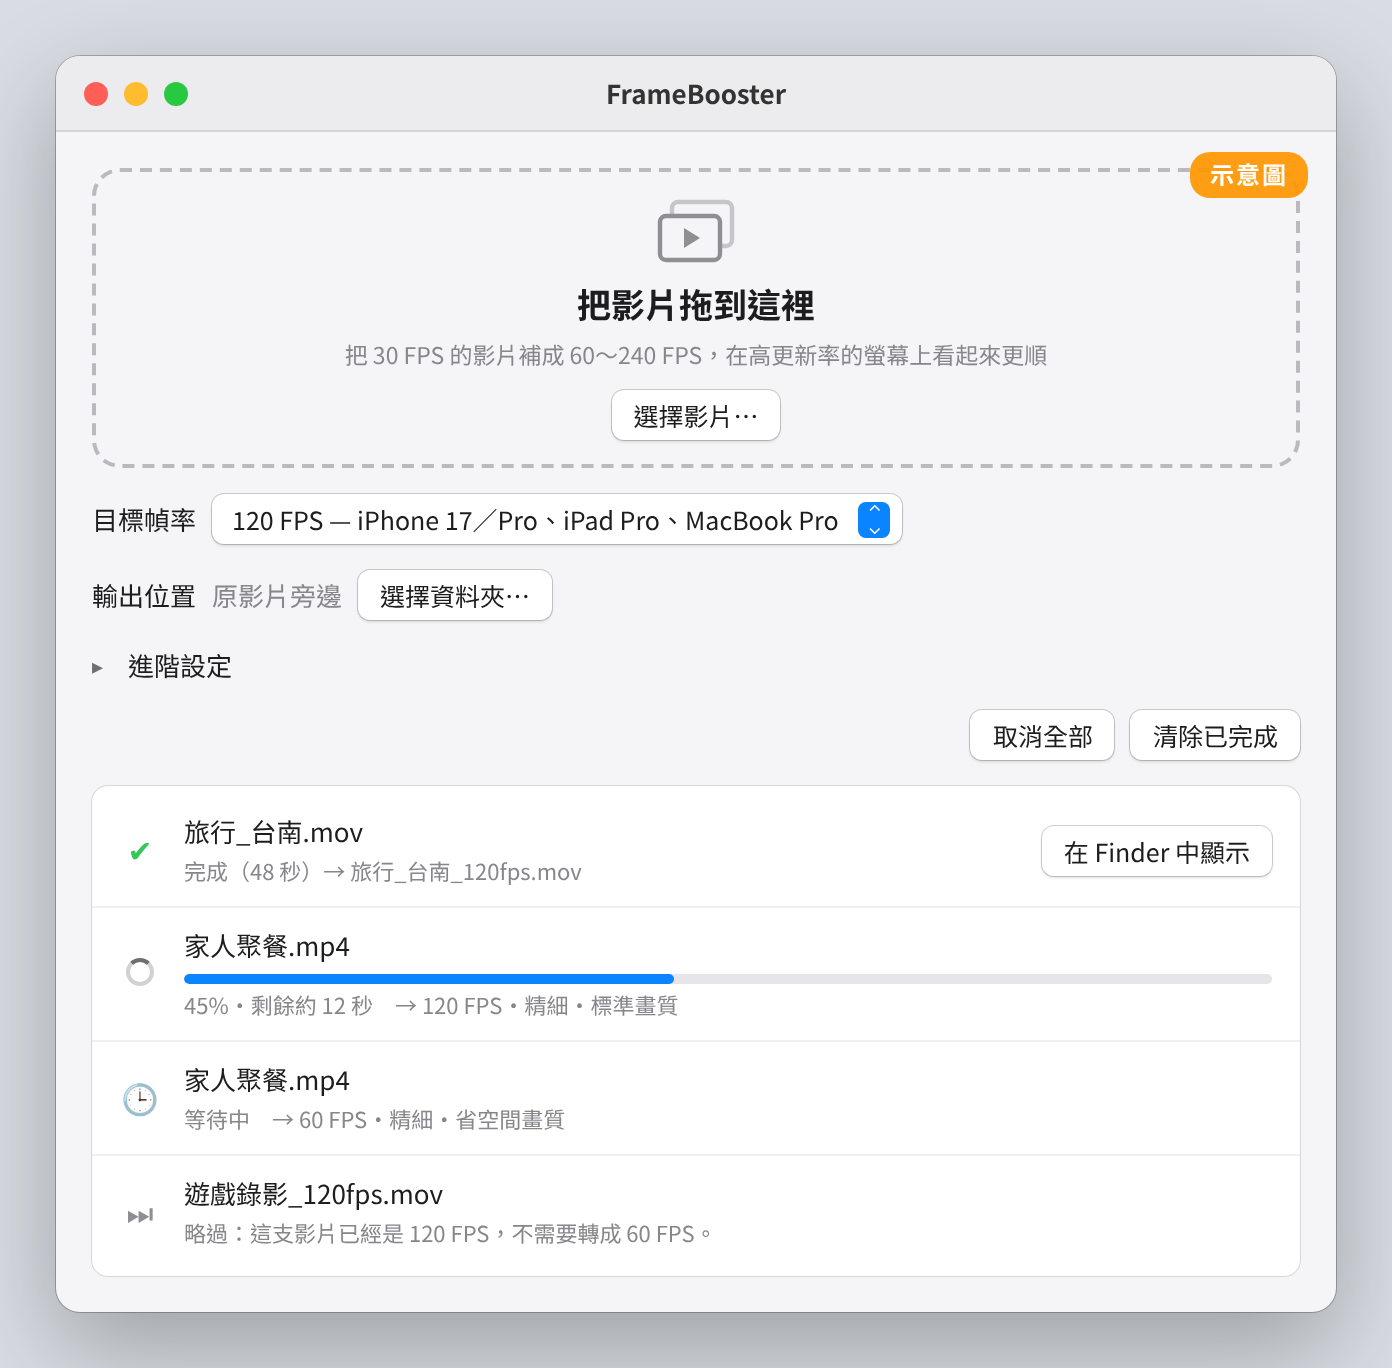 FrameBooster
示意圖
把影片拖到這裡
把 30 FPS 的影片補成 60～240 FPS，在高更新率的螢幕上看起來更順
選擇影片⋯
目標幀率 120 FPS — iPhone 17／Pro、iPad Pro、MacBook Pro
輸出位置 原影片旁邊 選擇資料夾⋯
進階設定
取消全部 清除已完成
旅行_台南.mov
完成（48 秒）→ 旅行_台南_120fps.mov
在 Finder 中顯示
家人聚餐.mp4
45%・剩餘約 12 秒　→ 120 FPS・精細・標準畫質
家人聚餐.mp4
等待中　→ 60 FPS・精細・省空間畫質
遊戲錄影_120fps.mov
略過：這支影片已經是 120 FPS，不需要轉成 60 FPS。